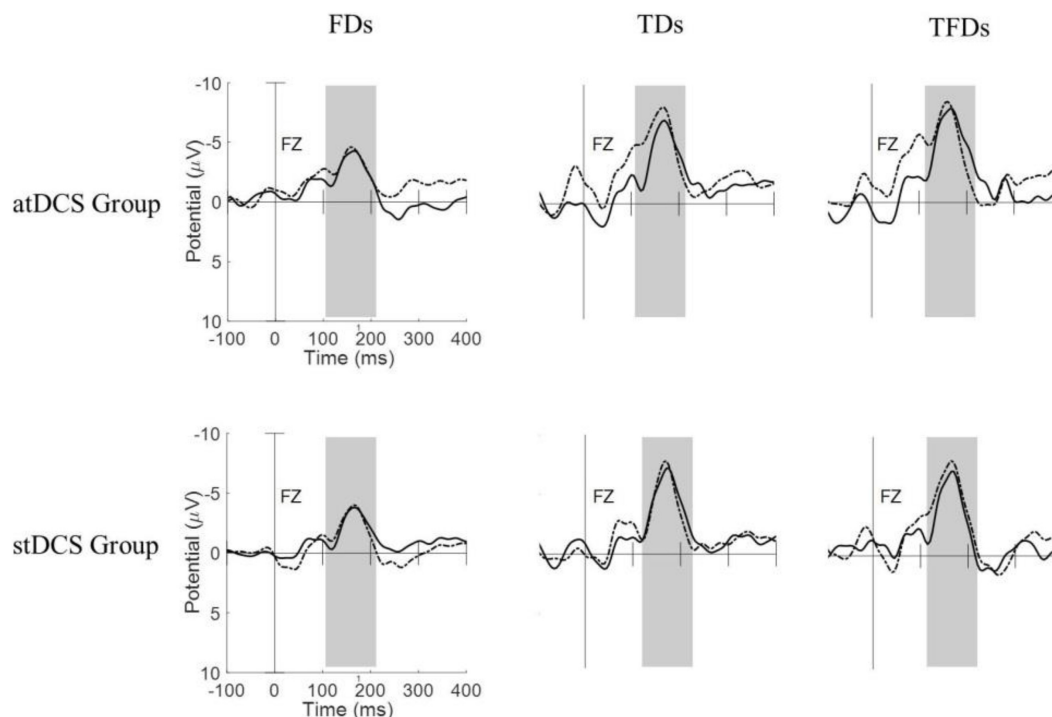 FDs TDs TFDs
atDCS Group
-10
-5
0
5
10
Potential (μV)
FZ
FZ
FZ
-100 0 100 200 300 400
Time (ms)
stDCS Group
-10
-5
0
5
10
Potential (μV)
FZ
FZ
FZ
-100 0 100 200 300 400
Time (ms)